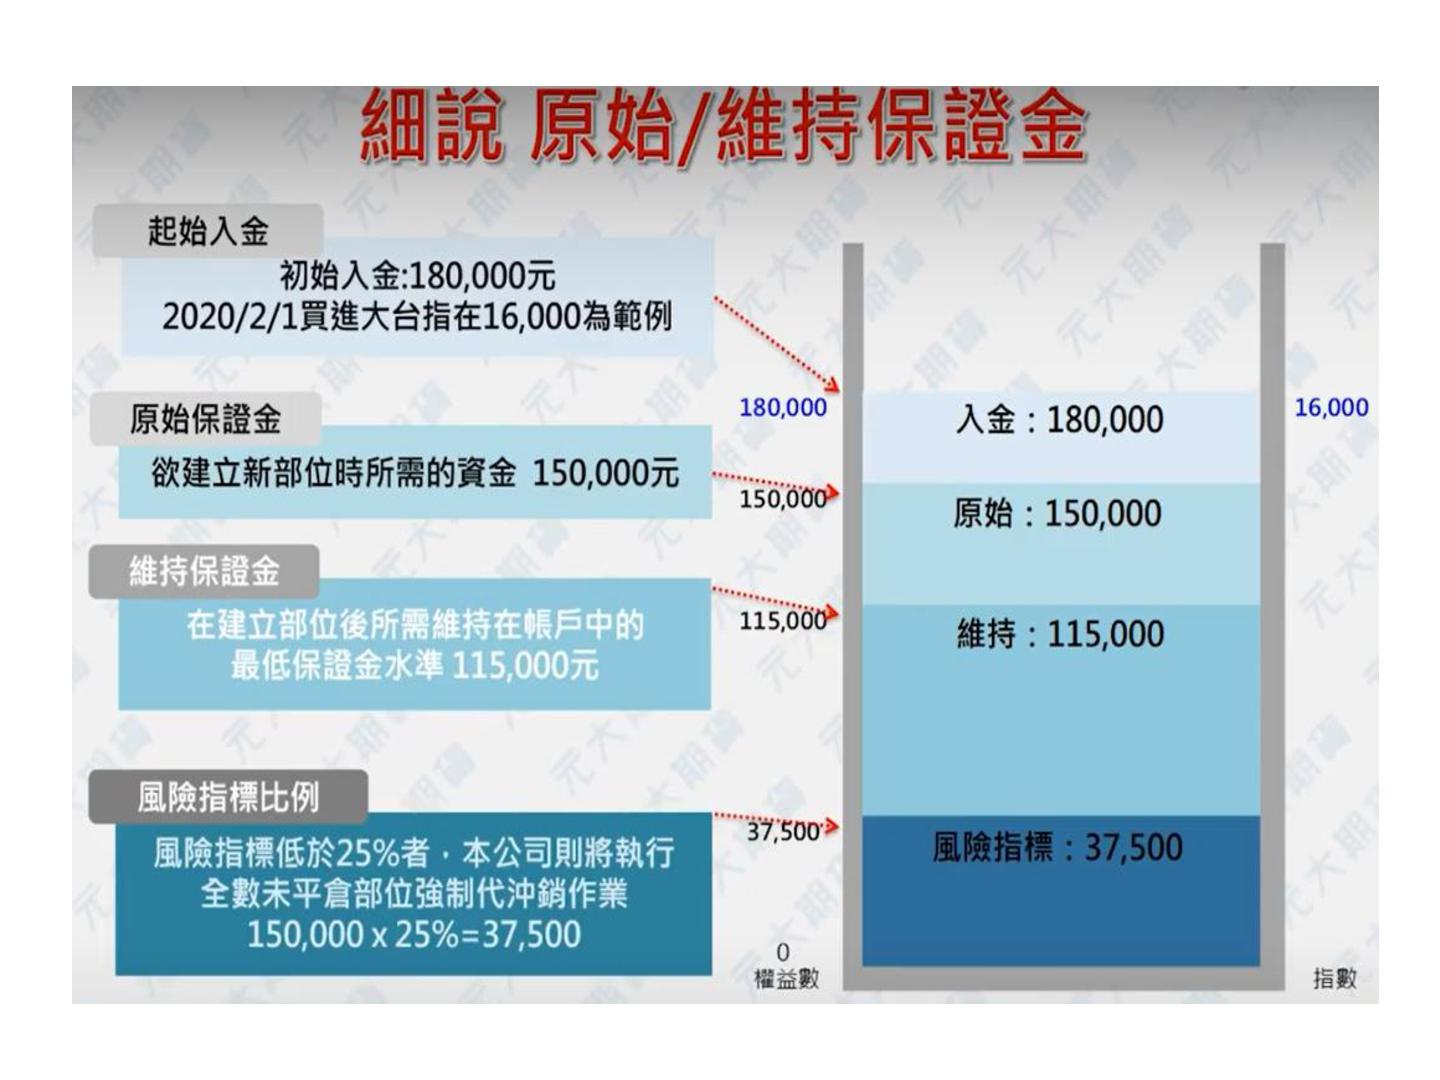 細說 原始/維持保證金
起始入金
初始入金:180,000元
2020/2/1買進大台指在16,000為範例
原始保證金
欲建立新部位時所需的資金 150,000元
維持保證金
在建立部位後所需維持在帳戶中的
最低保證金水準 115,000元
風險指標比例
風險指標低於25%者，本公司則將執行
全數未平倉部位強制代沖銷作業
150,000 x 25%=37,500
180,000
150,000
115,000
37,500
0
權益數
入金：180,000
原始：150,000
維持：115,000
風險指標：37,500
16,000
指數
元大期貨